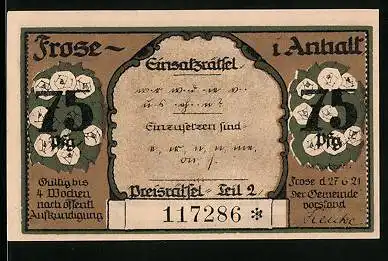 Frose - i. Anhalt
Einsatzrätsel
75
Pfg
75
Pfg
Einzusetzen sind
Preisrätsel - Teil 2
Gültig bis
4 Wochen
nach öffentl.
Aufkündigung
117286 *
Frose d. 27 6 21
Der Gemeinde
vorstand